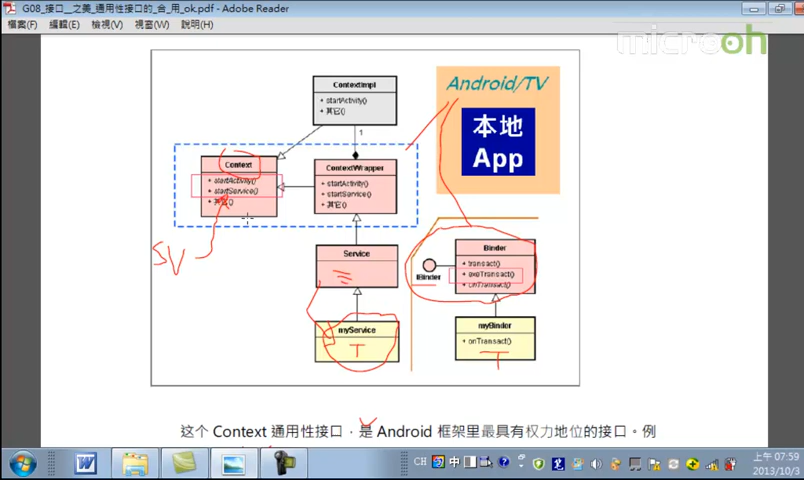 G08_接口__之美_通用性接口的_合_用_ok.pdf - Adobe Reader
檔案(F) 編輯(E) 檢視(V) 視窗(W) 說明(H)
microoh
ContextImpl
+ startActivity()
+ 其它()
Android/TV
本地
App
1
Context
+ startActivity()
+ startService()
+ 其它()
ContextWrapper
+ startActivity()
+ startService()
+ 其它()
SV
Service
Binder
+ transact()
+ exeTransact()
+ onTransact()
IBinder
myService
T
myBinder
+ onTransact()
T
这个 Context 通用性接口，是 Android 框架里最具有权力地位的接口。例
CH
中
上午 07:59
2013/10/3